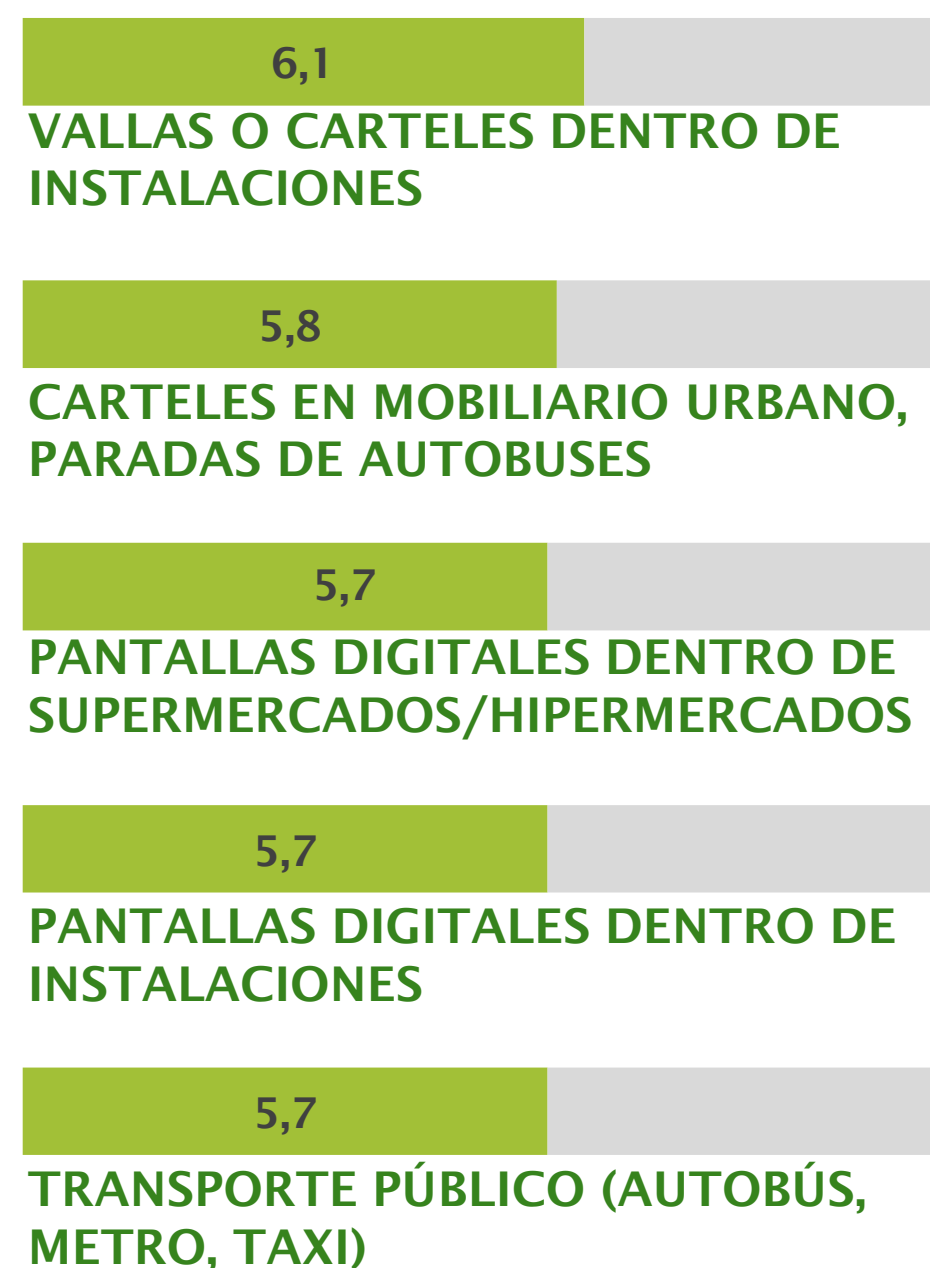 6,1
VALLAS O CARTELES DENTRO DE
INSTALACIONES
5,8
CARTELES EN MOBILIARIO URBANO,
PARADAS DE AUTOBUSES
5,7
PANTALLAS DIGITALES DENTRO DE
SUPERMERCADOS/HIPERMERCADOS
5,7
PANTALLAS DIGITALES DENTRO DE
INSTALACIONES
5,7
TRANSPORTE PÚBLICO (AUTOBÚS,
METRO, TAXI)